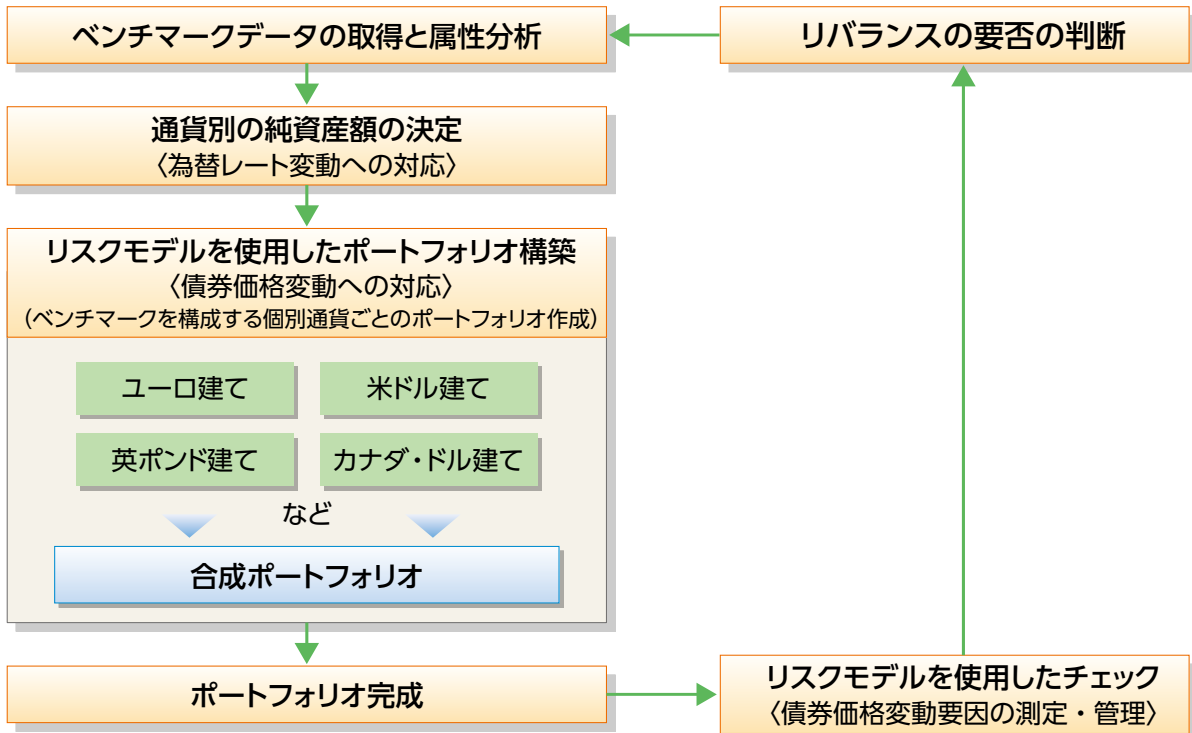 ベンチマークデータの取得と属性分析
通貨別の純資産額の決定
〈為替レート変動への対応〉
リスクモデルを使用したポートフォリオ構築
〈債券価格変動への対応〉
(ベンチマークを構成する個別通貨ごとのポートフォリオ作成)
ユーロ建て
米ドル建て
英ポンド建て
カナダ・ドル建て
など
合成ポートフォリオ
ポートフォリオ完成
リスクモデルを使用したチェック
〈債券価格変動要因の測定・管理〉
リバランスの要否の判断